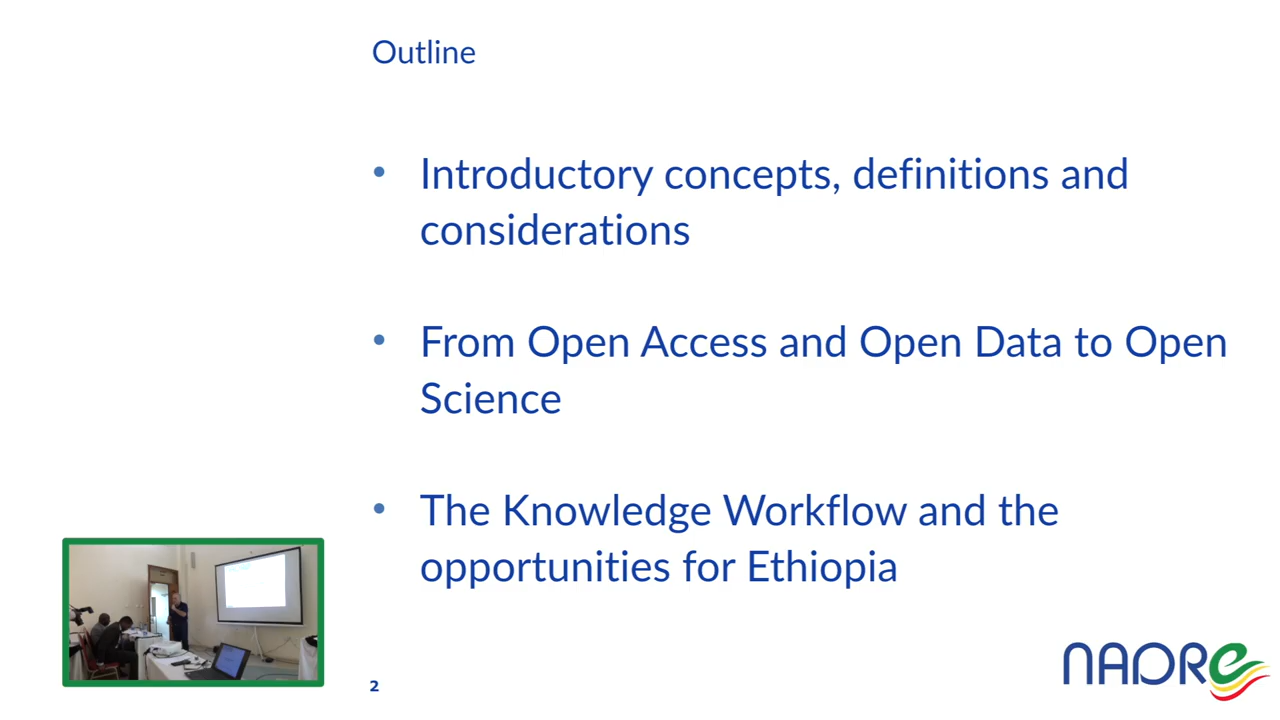 Outline
• Introductory concepts, definitions and
considerations
• From Open Access and Open Data to Open
Science
• The Knowledge Workflow and the
opportunities for Ethiopia
2
NADRe